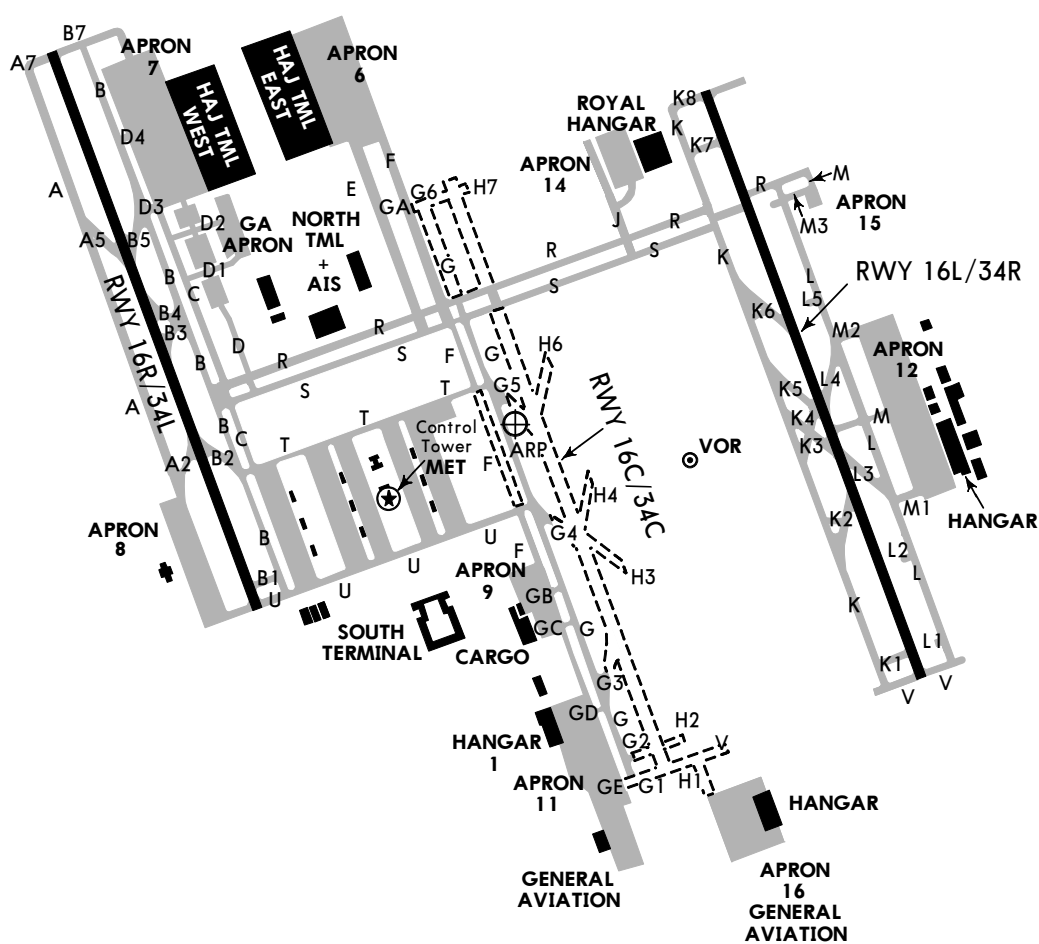 B7
A7
APRON
7
B
HAJ TML
WEST
D4
HAJ TML
EAST
APRON
6
A
D3
D2
A5
B5
GA
APRON
D1
B
C
B4
B3
D
B
RWY 16R/34L
A
NORTH
TML
+
AIS
E
F
GA
G6
H7
G
R
R
S
S
R
S
F
G
H6
T
T
T
G5
ARP
RWY 16C/34C
B
C
A2
B2
Control
Tower
MET
F
H4
G4
H3
APRON
8
B
B1
U
U
U
U
F
APRON
9
GB
GC
G
SOUTH
TERMINAL
CARGO
G3
GD
G
G2
H2
V
HANGAR
1
APRON
11
GE
G1
H1
GENERAL
AVIATION
HANGAR
APRON
16
GENERAL
AVIATION
ROYAL
HANGAR
APRON
14
J
R
S
K8
K
K7
R
M
M3
APRON
15
K
L
L5
RWY 16L/34R
K6
M2
APRON
12
K5
L4
K4
M
K3
L
L3
VOR
M1
HANGAR
K2
L2
L
K
L1
K1
V
V